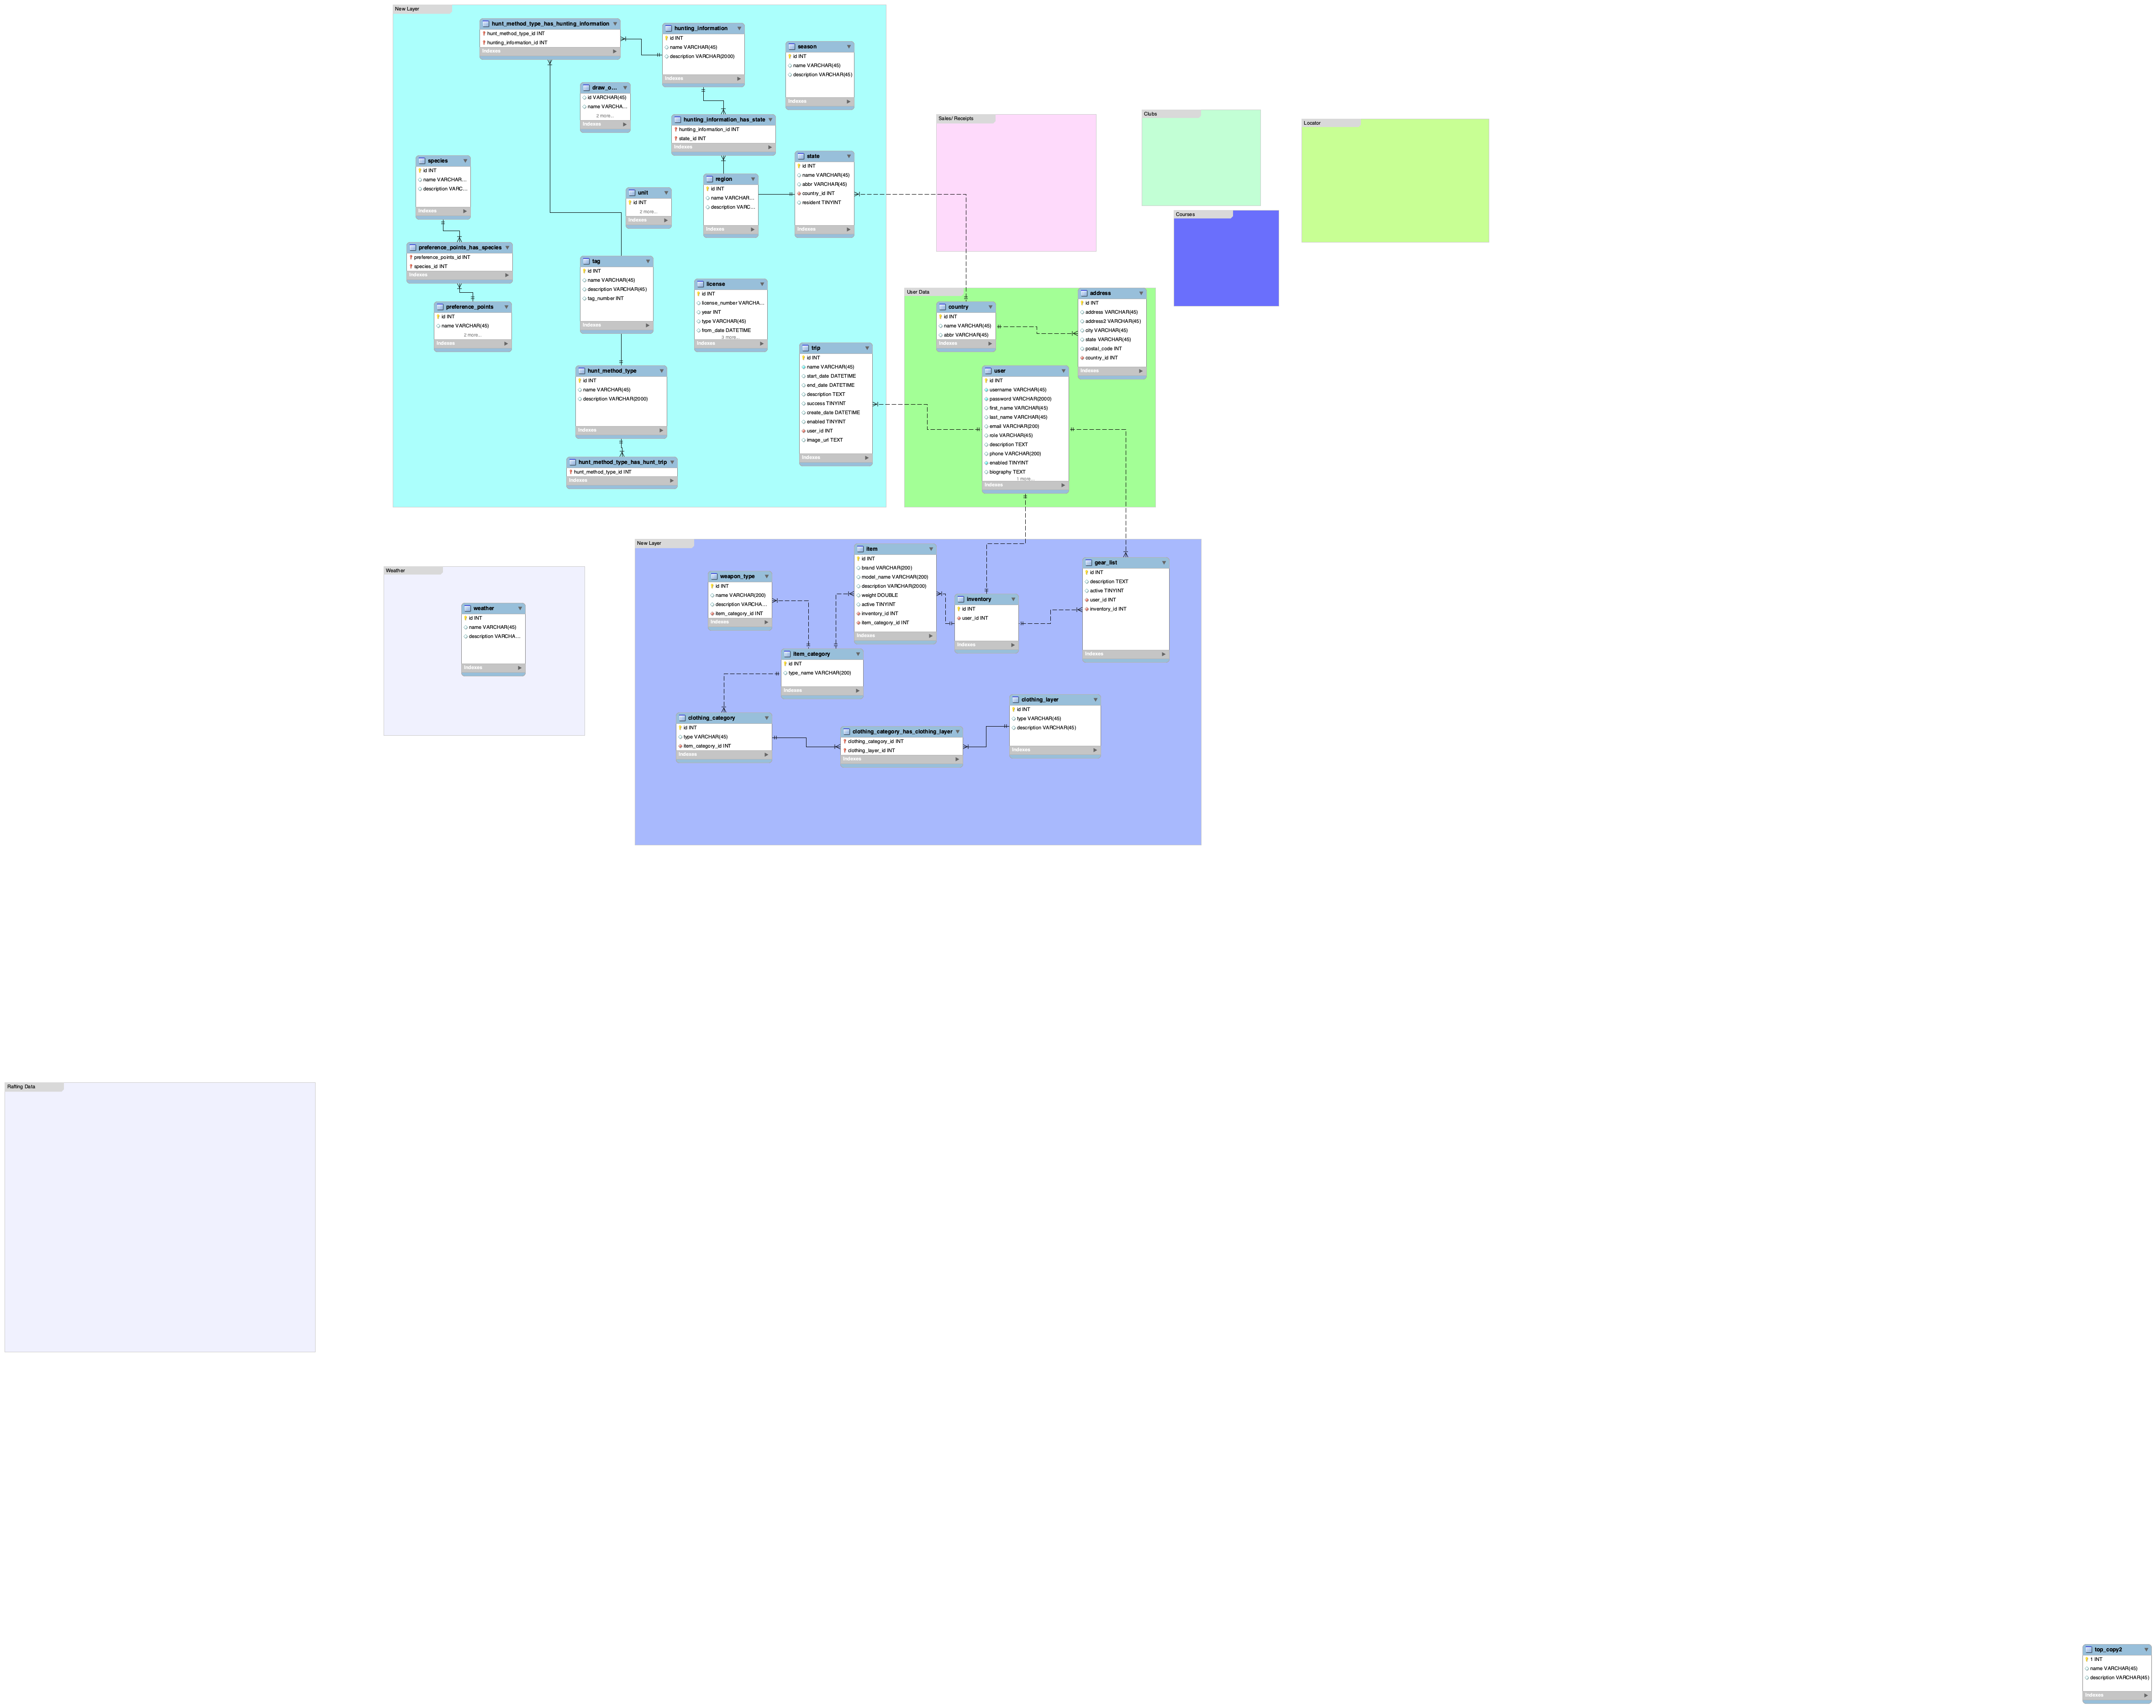 New Layer
hunt_method_type_has_hunting_information
hunt_method_type_id INT
hunting_information_id INT
Indexes
hunting_information
id INT
name VARCHAR(45)
description VARCHAR(2000)
Indexes
season
id INT
name VARCHAR(45)
description VARCHAR(45)
Indexes
draw_o...
id VARCHAR(45)
name VARCHA...
2 more...
Indexes
hunting_information_has_state
hunting_information_id INT
state_id INT
Indexes
species
id INT
name VARCHAR...
description VARC...
Indexes
unit
id INT
2 more...
Indexes
region
id INT
name VARCHAR...
description VARC...
Indexes
state
id INT
name VARCHAR(45)
abbr VARCHAR(45)
country_id INT
resident TINYINT
Indexes
preference_points_has_species
preference_points_id INT
species_id INT
Indexes
preference_points
id INT
name VARCHAR(45)
2 more...
Indexes
tag
id INT
name VARCHAR(45)
description VARCHAR(45)
tag_number INT
Indexes
license
id INT
license_number VARCHA...
year INT
type VARCHAR(45)
from_date DATETIME
Indexes
hunt_method_type
id INT
name VARCHAR(45)
description VARCHAR(2000)
Indexes
trip
id INT
name VARCHAR(45)
start_date DATETIME
end_date DATETIME
description TEXT
success TINYINT
create_date DATETIME
enabled TINYINT
user_id INT
image_url TEXT
Indexes
hunt_method_type_has_hunt_trip
hunt_method_type_id INT
Indexes
Sales/ Receipts
Clubs
Locator
Courses
User Data
country
id INT
name VARCHAR(45)
abbr VARCHAR(45)
Indexes
address
id INT
address VARCHAR(45)
address2 VARCHAR(45)
city VARCHAR(45)
state VARCHAR(45)
postal_code INT
country_id INT
Indexes
user
id INT
username VARCHAR(45)
password VARCHAR(2000)
first_name VARCHAR(45)
last_name VARCHAR(45)
email VARCHAR(200)
role VARCHAR(45)
description TEXT
phone VARCHAR(200)
enabled TINYINT
biography TEXT
1 more...
Indexes
Weather
weather
id INT
name VARCHAR(45)
description VARCHA...
Indexes
New Layer
weapon_type
id INT
name VARCHAR(200)
description VARCHA...
item_category_id INT
Indexes
item
id INT
brand VARCHAR(200)
model_name VARCHAR(200)
description VARCHAR(2000)
weight DOUBLE
active TINYINT
inventory_id INT
item_category_id INT
Indexes
inventory
id INT
user_id INT
Indexes
gear_list
id INT
description TEXT
active TINYINT
user_id INT
inventory_id INT
Indexes
item_category
id INT
type_name VARCHAR(200)
Indexes
clothing_category
id INT
type VARCHAR(45)
item_category_id INT
Indexes
clothing_category_has_clothing_layer
clothing_category_id INT
clothing_layer_id INT
Indexes
clothing_layer
id INT
type VARCHAR(45)
description VARCHAR(45)
Indexes
Rafting Data
top_copy2
1 INT
name VARCHAR(45)
description VARCHAR(45)
Indexes